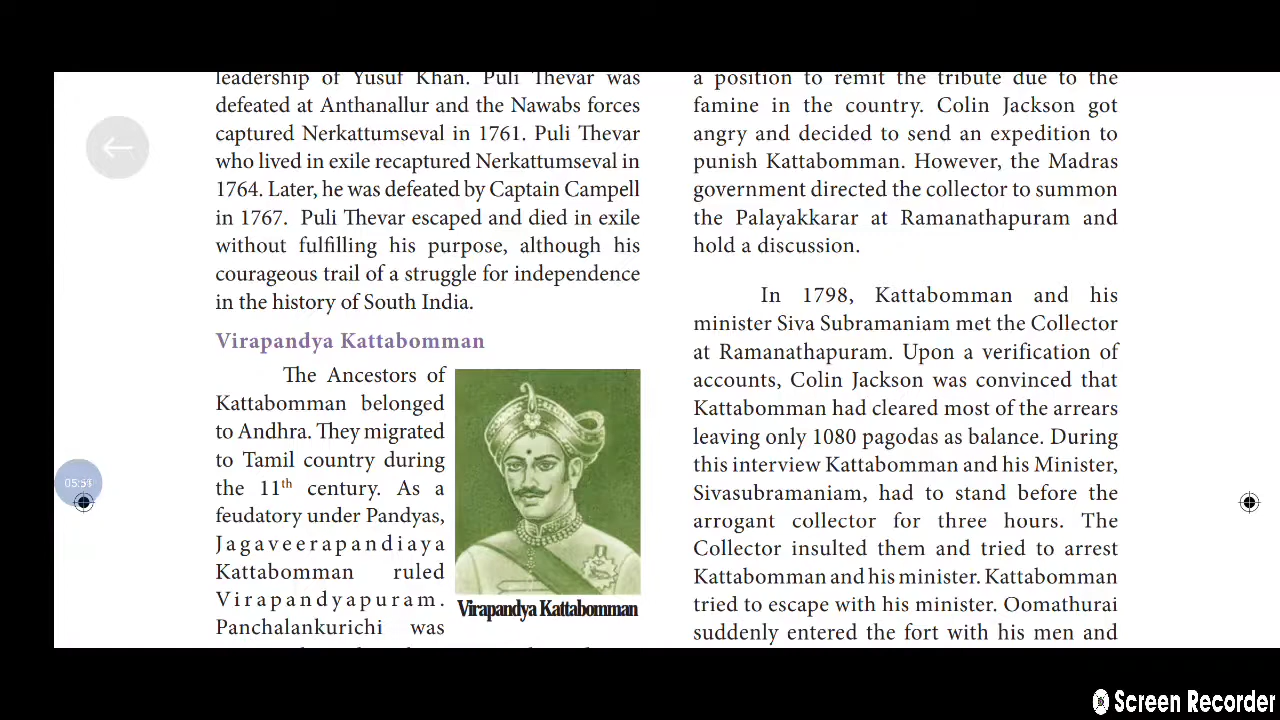 leadership of Yusuf Khan. Puli Thevar was
defeated at Anthanallur and the Nawabs forces
captured Nerkattumseval in 1761. Puli Thevar
who lived in exile recaptured Nerkattumseval in
1764. Later, he was defeated by Captain Campell
in 1767. Puli Thevar escaped and died in exile
without fulfilling his purpose, although his
courageous trail of a struggle for independence
in the history of South India.
Virapandya Kattabomman
The Ancestors of
Kattabomman belonged
to Andhra. They migrated
to Tamil country during
the 11th century. As a
feudatory under Pandyas,
Jagaveerapandiaya
Kattabomman ruled
Virapandyapuram.
Panchalankurichi was
Virapandya Kattabomman
a position to remit the tribute due to the
famine in the country. Colin Jackson got
angry and decided to send an expedition to
punish Kattabomman. However, the Madras
government directed the collector to summon
the Palayakkarar at Ramanathapuram and
hold a discussion.
In 1798, Kattabomman and his
minister Siva Subramaniam met the Collector
at Ramanathapuram. Upon a verification of
accounts, Colin Jackson was convinced that
Kattabomman had cleared most of the arrears
leaving only 1080 pagodas as balance. During
this interview Kattabomman and his Minister,
Sivasubramaniam, had to stand before the
arrogant collector for three hours. The
Collector insulted them and tried to arrest
Kattabomman and his minister. Kattabomman
tried to escape with his minister. Oomathurai
suddenly entered the fort with his men and
Screen Recorder